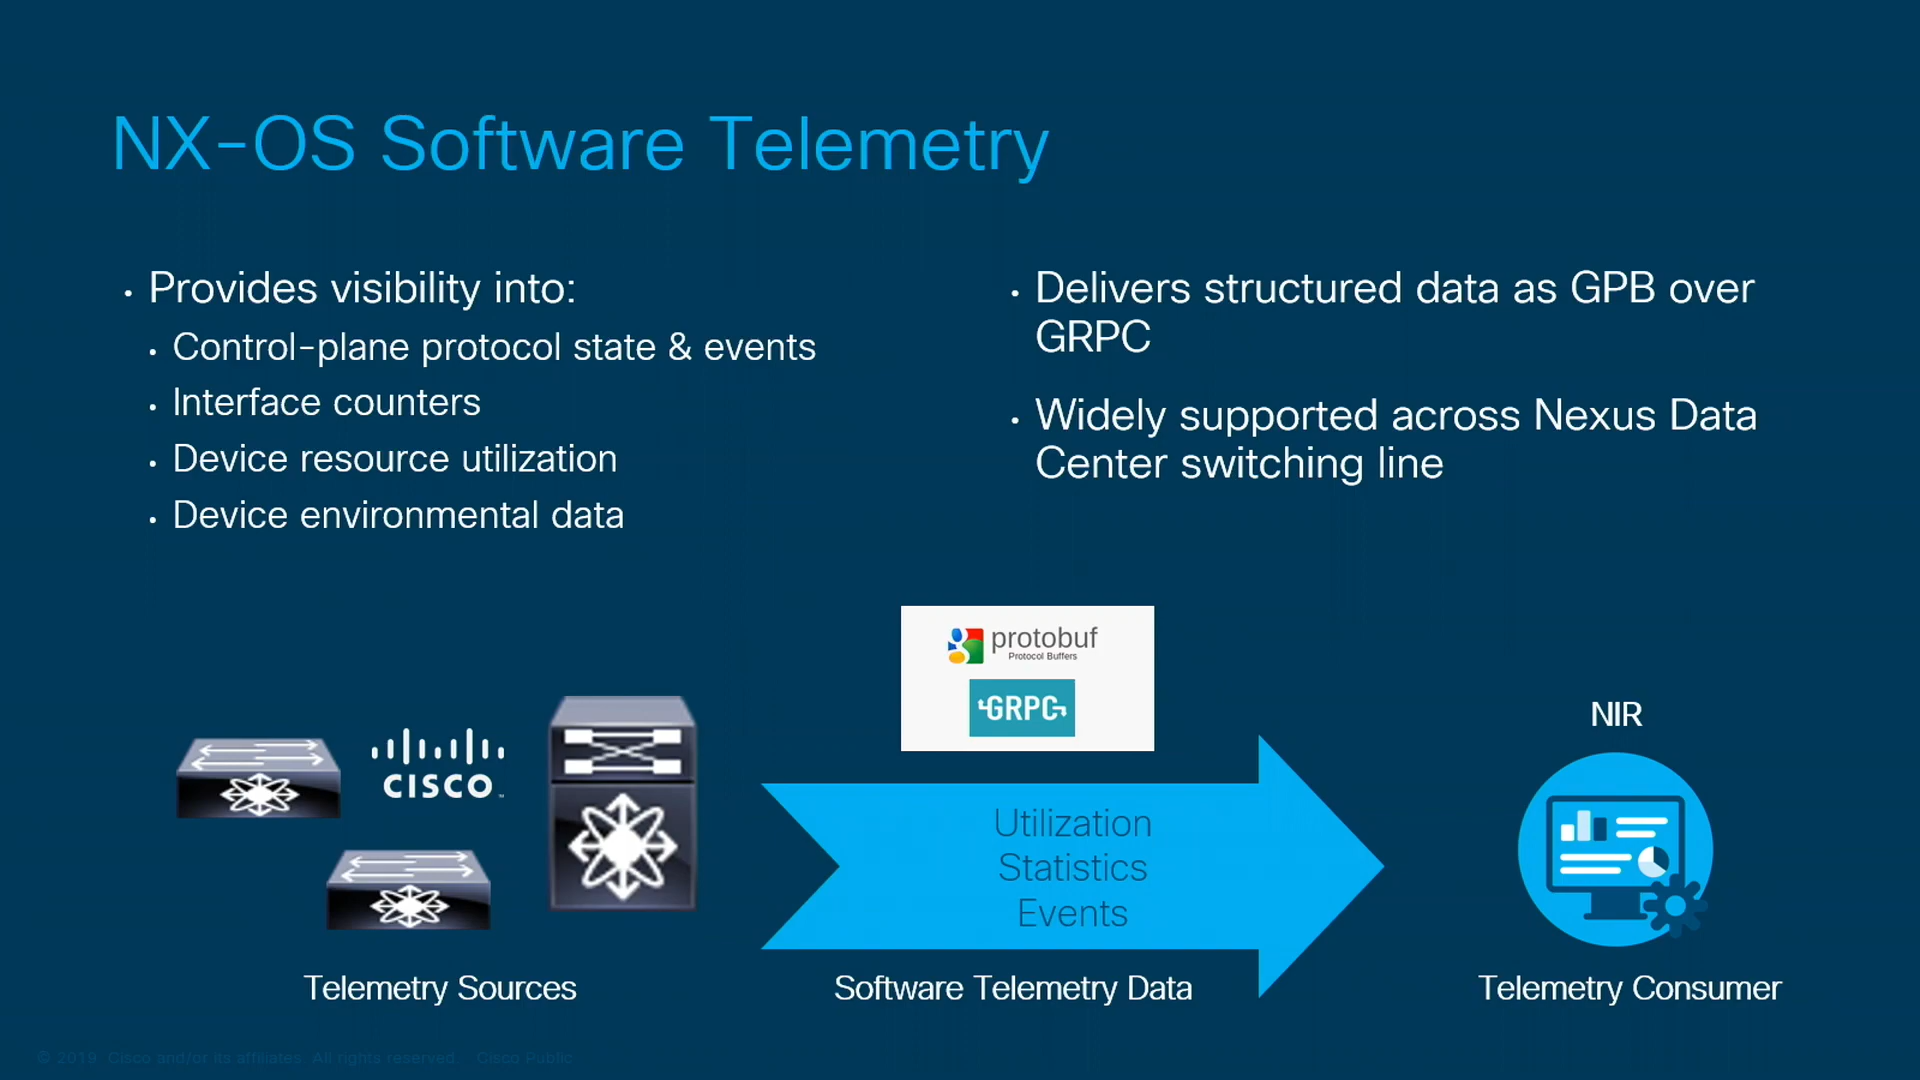 NX-OS Software Telemetry
• Provides visibility into:
• Control-plane protocol state & events
• Interface counters
• Device resource utilization
• Device environmental data
• Delivers structured data as GPB over
GRPC
• Widely supported across Nexus Data
Center switching line
protobuf
Protocol Buffers
GRPC
CISCO
NIR
Utilization
Statistics
Events
Telemetry Sources
Software Telemetry Data
Telemetry Consumer
© 2019 Cisco and/or its affiliates. All rights reserved. Cisco Public